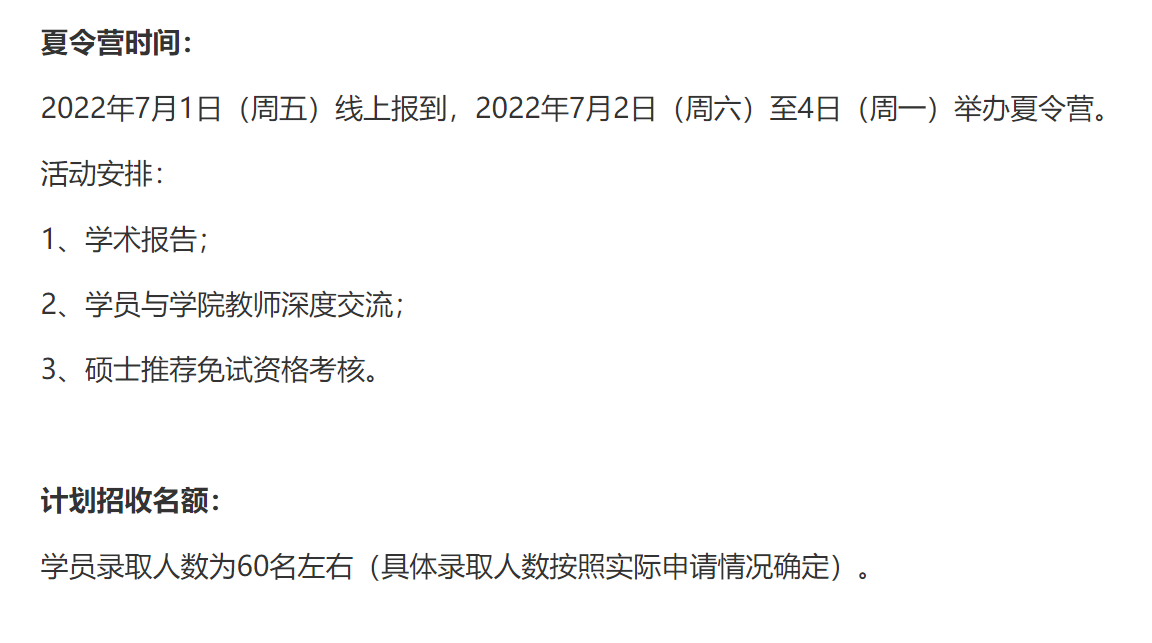 夏令营时间：
2022年7月1日（周五）线上报到，2022年7月2日（周六）至4日（周一）举办夏令营。
活动安排：
1、学术报告；
2、学员与学院教师深度交流；
3、硕士推荐免试资格考核。
计划招收名额：
学员录取人数为60名左右（具体录取人数按照实际申请情况确定）。